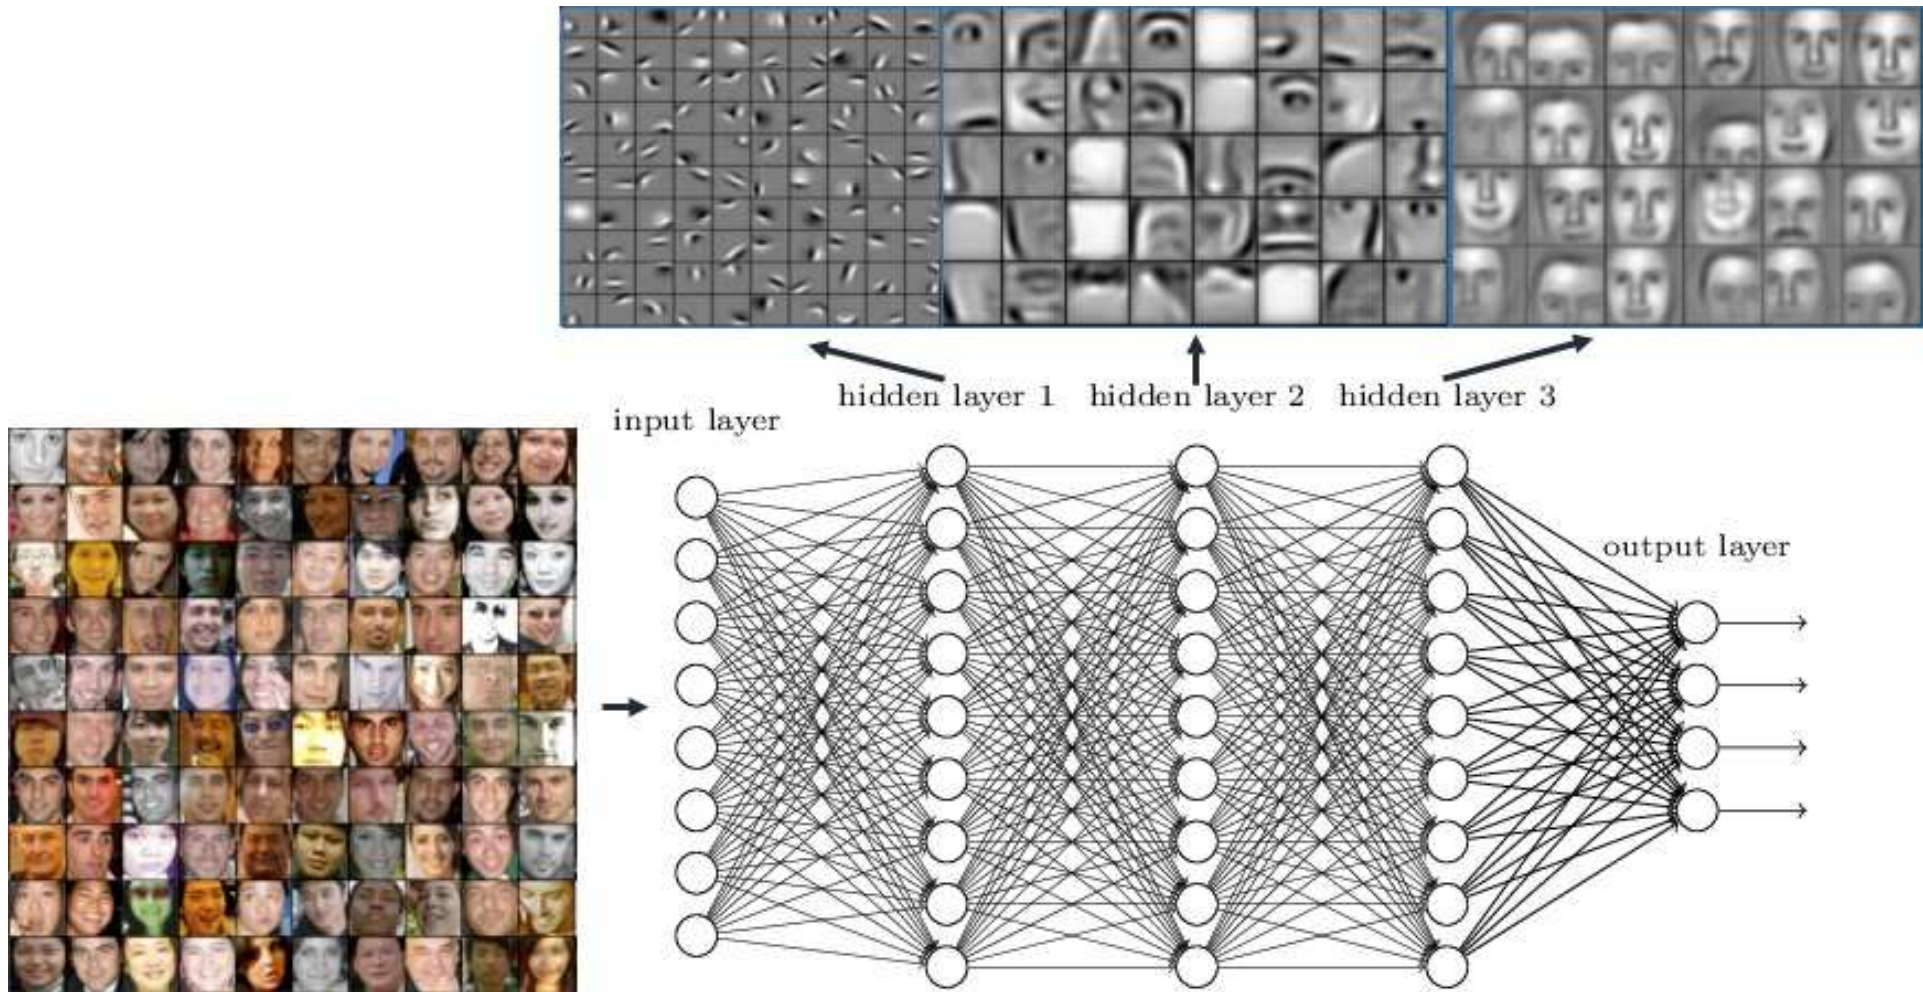 hidden layer 1
hidden layer 2
hidden layer 3
input layer
output layer